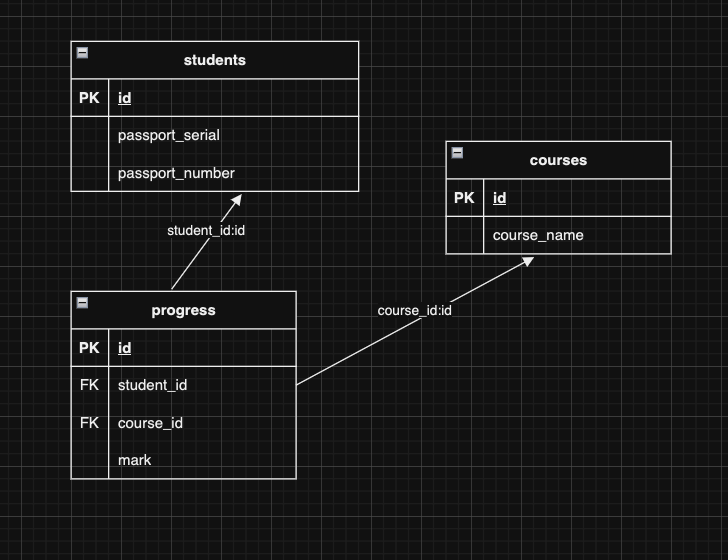 students
PK id
passport_serial
passport_number
courses
PK id
course_name
student_id:id
progress
PK id
FK student_id
FK course_id
mark
course_id:id